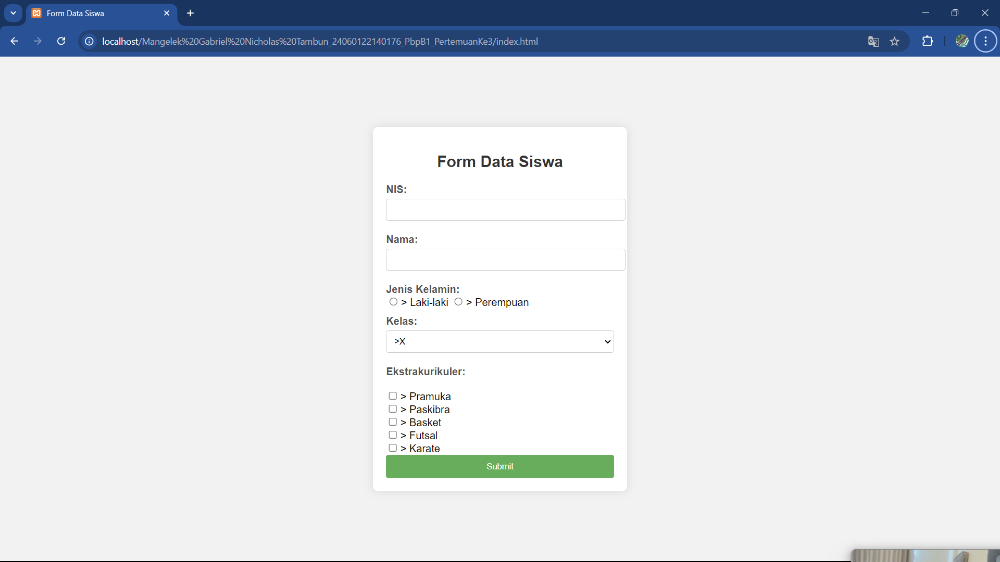 Form Data Siswa
localhost/Mangelek%20Gabriel%20Nicholas%20Tambun_24060122140176_PbpB1_PertemuanKe3/index.html
Form Data Siswa
NIS:
Nama:
Jenis Kelamin:
> Laki-laki > Perempuan
Kelas:
>X
Ekstrakurikuler:
> Pramuka
> Paskibra
> Basket
> Futsal
> Karate
Submit